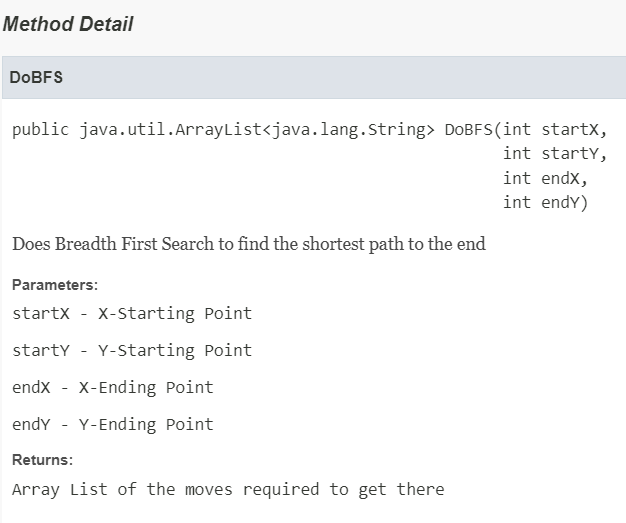 Method Detail
DoBFS
public java.util.ArrayList<java.lang.String> DoBFS(int startX,
int startY,
int endX,
int endY)
Does Breadth First Search to find the shortest path to the end
Parameters:
startX - X-Starting Point
startY - Y-Starting Point
endX - X-Ending Point
endY - Y-Ending Point
Returns:
Array List of the moves required to get there